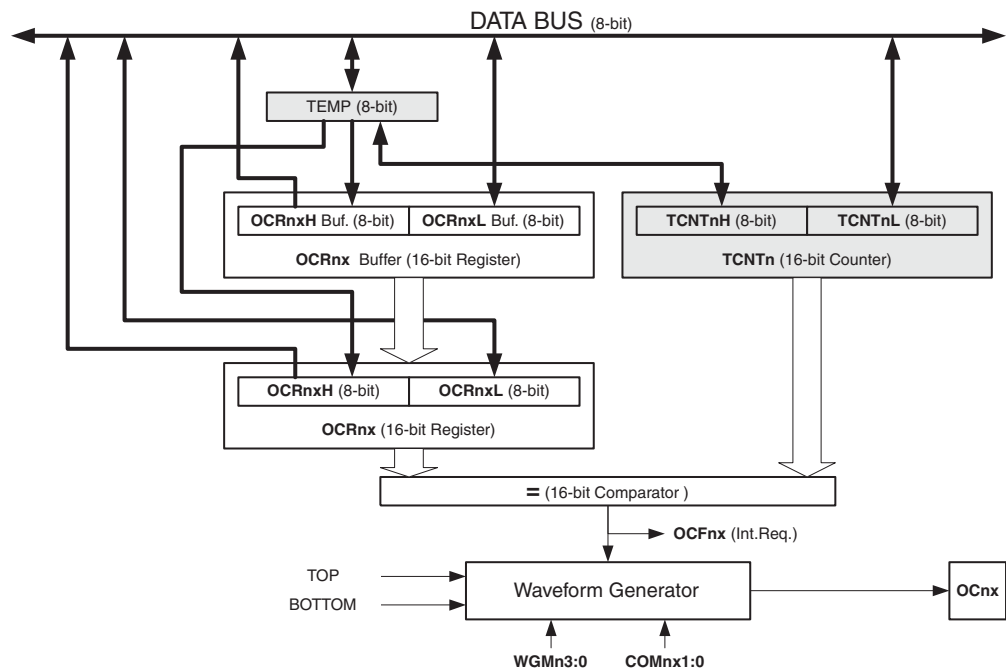 DATA BUS (8-bit)
TEMP (8-bit)
OCRnxH Buf. (8-bit)
OCRnxL Buf. (8-bit)
OCRnx Buffer (16-bit Register)
TCNTnH (8-bit)
TCNTnL (8-bit)
TCNTn (16-bit Counter)
OCRnxH (8-bit)
OCRnxL (8-bit)
OCRnx (16-bit Register)
= (16-bit Comparator )
OCFnx (Int.Req.)
TOP
BOTTOM
Waveform Generator
OCnx
WGMn3:0
COMnx1:0